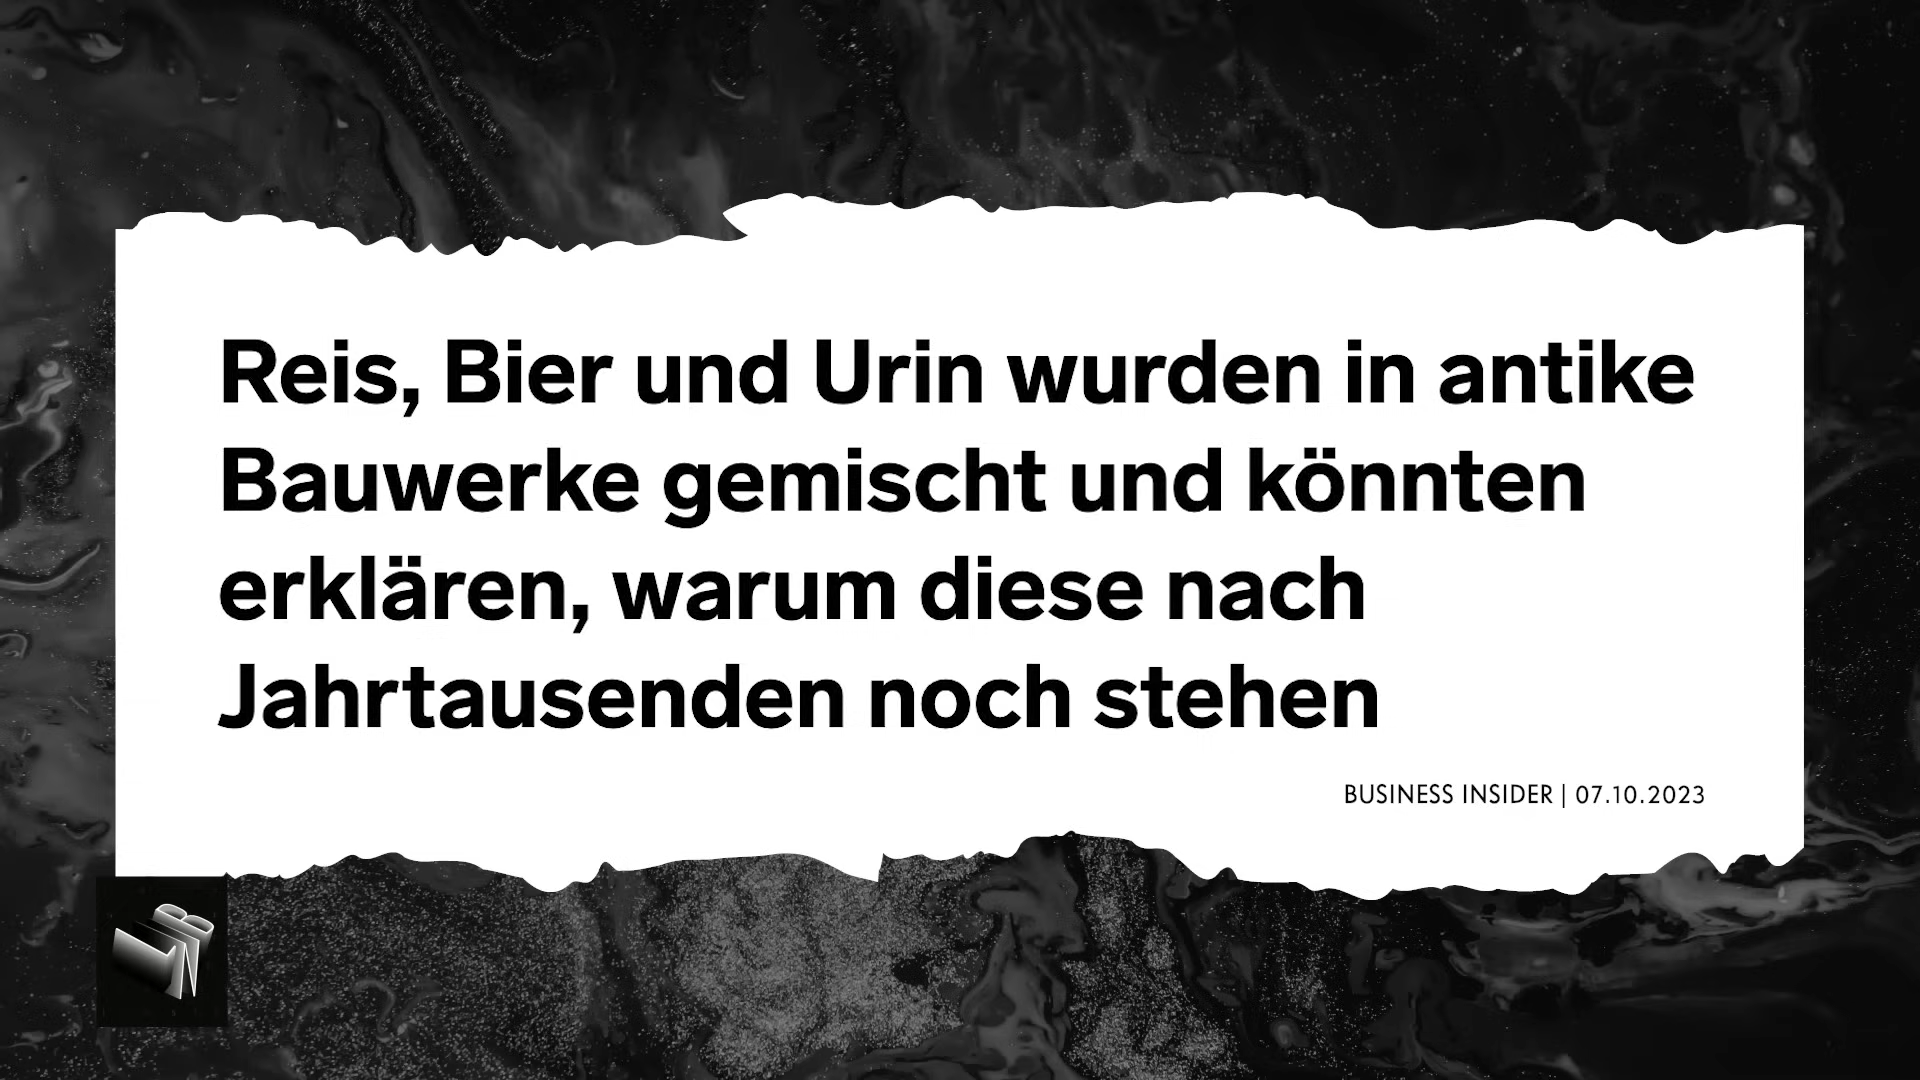 Reis, Bier und Urin wurden in antike
Bauwerke gemischt und könnten
erklären, warum diese nach
Jahrtausenden noch stehen
BUSINESS INSIDER | 07.10.2023